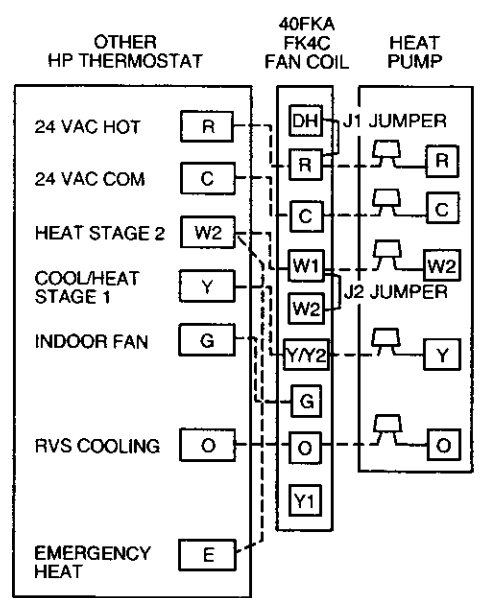 OTHER
HP THERMOSTAT
40FKA
FK4C
FAN COIL
HEAT
PUMP
24 VAC HOT R
24 VAC COM C
HEAT STAGE 2 W2
COOL/HEAT
STAGE 1
Y
INDOOR FAN G
RVS COOLING O
EMERGENCY
HEAT
E
DH
R
C
W1
W2
Y/Y2
G
O
Y1
J1 JUMPER
J2 JUMPER
R
C
W2
Y
O